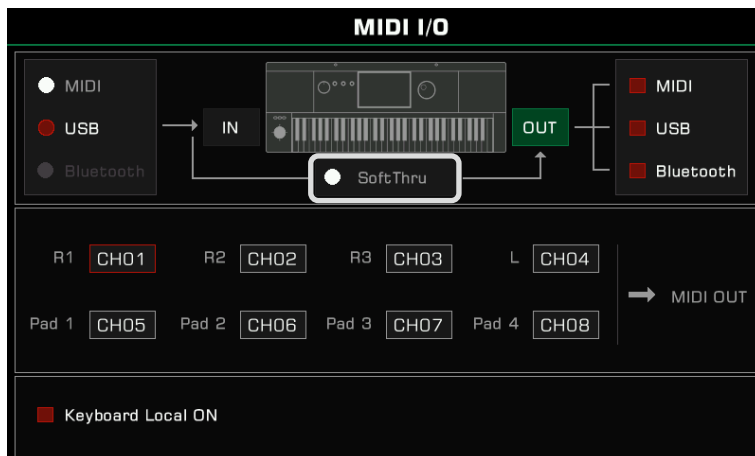 MIDI I/O
MIDI
USB
Bluetooth
IN
SoftThru
OUT
MIDI
USB
Bluetooth
R1 CH01 R2 CH02 R3 CH03 L CH04
Pad 1 CH05 Pad 2 CH06 Pad 3 CH07 Pad 4 CH08
MIDI OUT
Keyboard Local ON